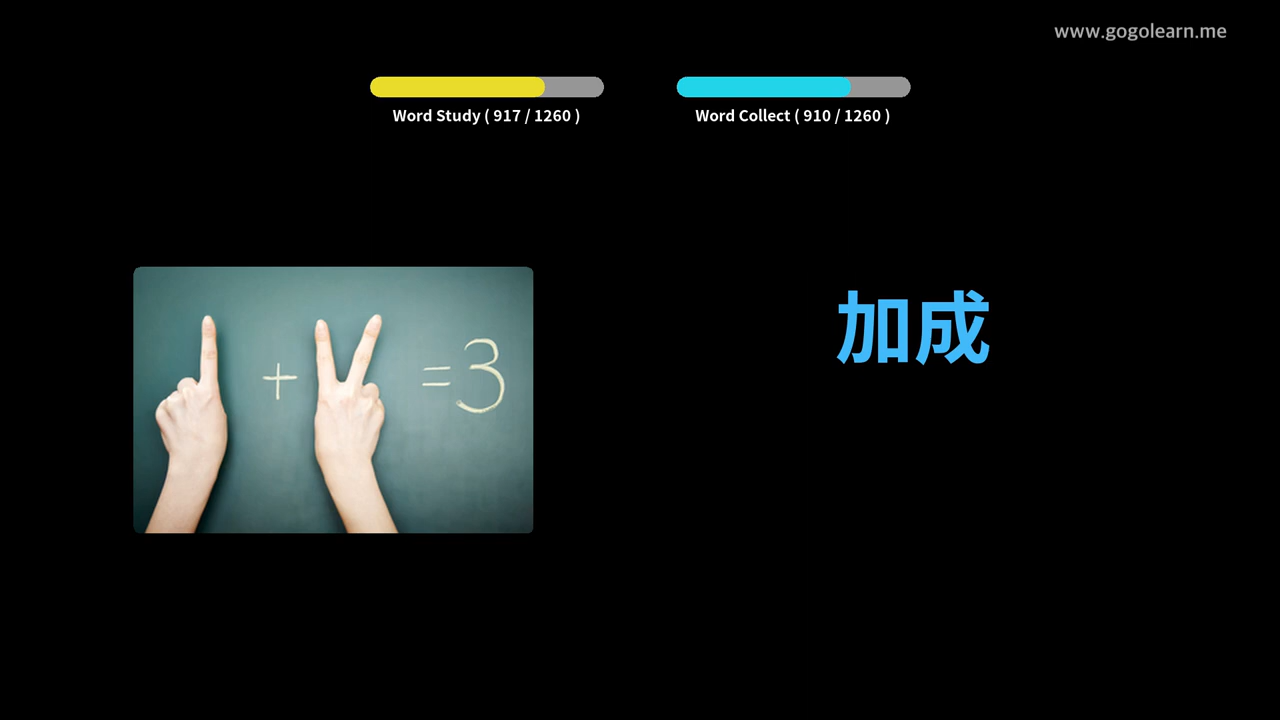 www.gogolearn.me
Word Study ( 917 / 1260 )
Word Collect ( 910 / 1260 )
+ =3
加成